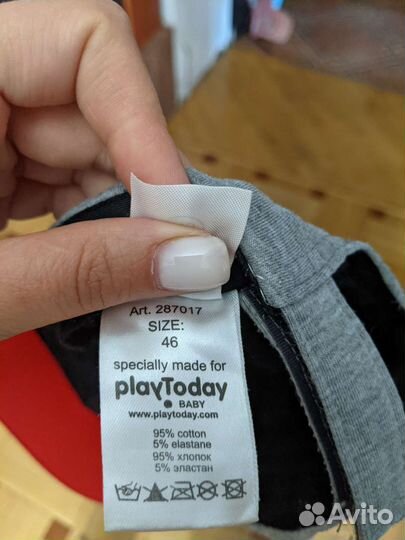 Art. 287017
SIZE:
46
specially made for
playToday
BABY
www.playtoday.com
95% cotton
5% elastane
95% хлопок
5% эластан
Avito